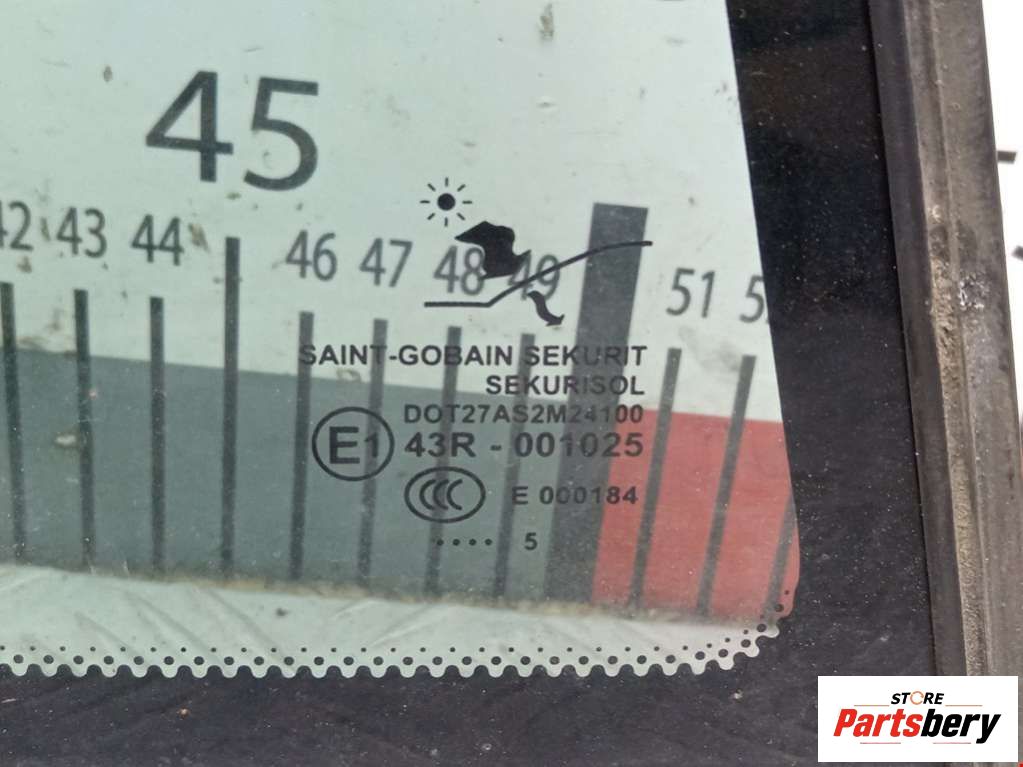 45
42 43 44 46 47 48 49 51
SAINT-GOBAIN SEKURIT
SEKURISOL
DOT27AS2M24100
E1 43R - 001025
CCC E 000184
.... 5
STORE
Partsbery